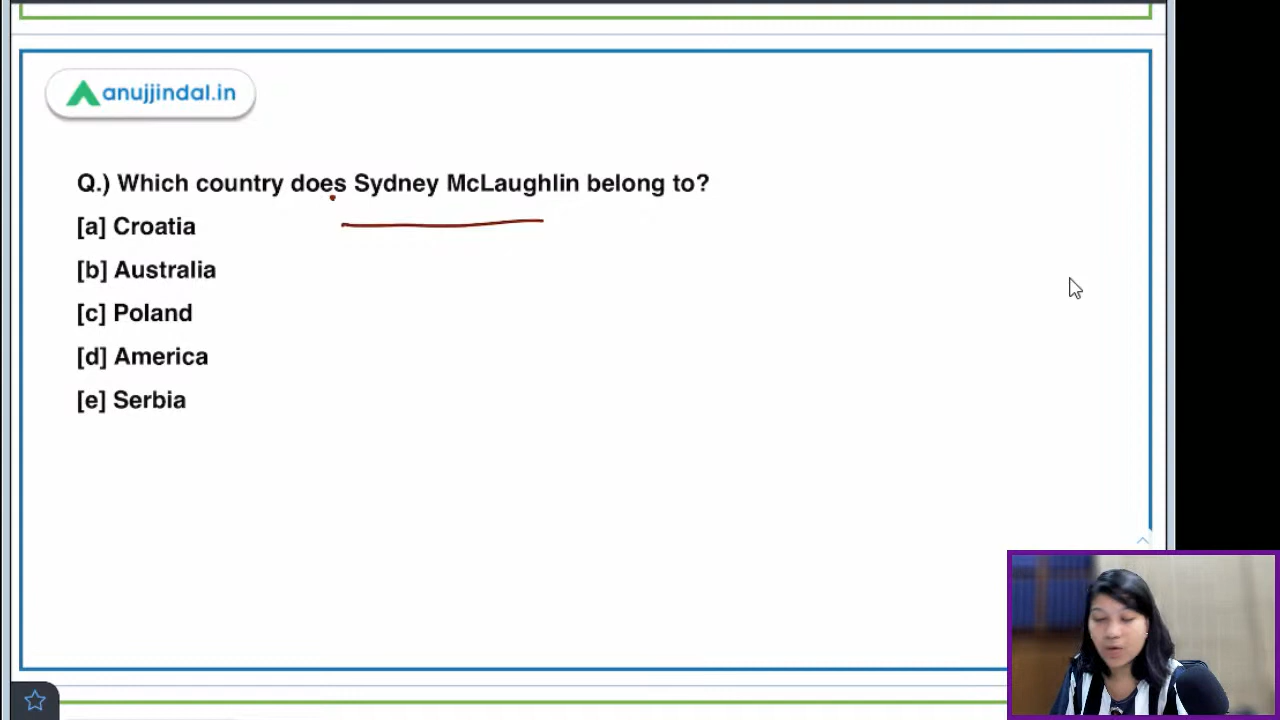 anujjindal.in
Q.) Which country does Sydney McLaughlin belong to?
[a] Croatia
[b] Australia
[c] Poland
[d] America
[e] Serbia